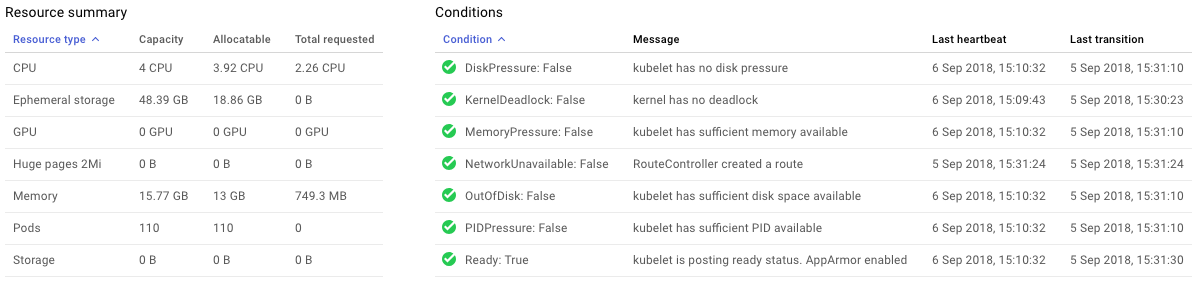 Resource summary
Resource type Capacity Allocatable Total requested
CPU 4 CPU 3.92 CPU 2.26 CPU
Ephemeral storage 48.39 GB 18.86 GB 0 B
GPU 0 GPU 0 GPU 0 GPU
Huge pages 2Mi 0 B 0 B 0 B
Memory 15.77 GB 13 GB 749.3 MB
Pods 110 110 0
Storage 0 B 0 B 0 B
Conditions
Condition Message Last heartbeat Last transition
DiskPressure: False kubelet has no disk pressure 6 Sep 2018, 15:10:32 5 Sep 2018, 15:31:10
KernelDeadlock: False kernel has no deadlock 6 Sep 2018, 15:09:43 5 Sep 2018, 15:30:23
MemoryPressure: False kubelet has sufficient memory available 6 Sep 2018, 15:10:32 5 Sep 2018, 15:31:10
NetworkUnavailable: False RouteController created a route 5 Sep 2018, 15:31:24 5 Sep 2018, 15:31:24
OutOfDisk: False kubelet has sufficient disk space available 6 Sep 2018, 15:10:32 5 Sep 2018, 15:31:10
PIDPressure: False kubelet has sufficient PID available 6 Sep 2018, 15:10:32 5 Sep 2018, 15:31:10
Ready: True kubelet is posting ready status. AppArmor enabled 6 Sep 2018, 15:10:32 5 Sep 2018, 15:31:30